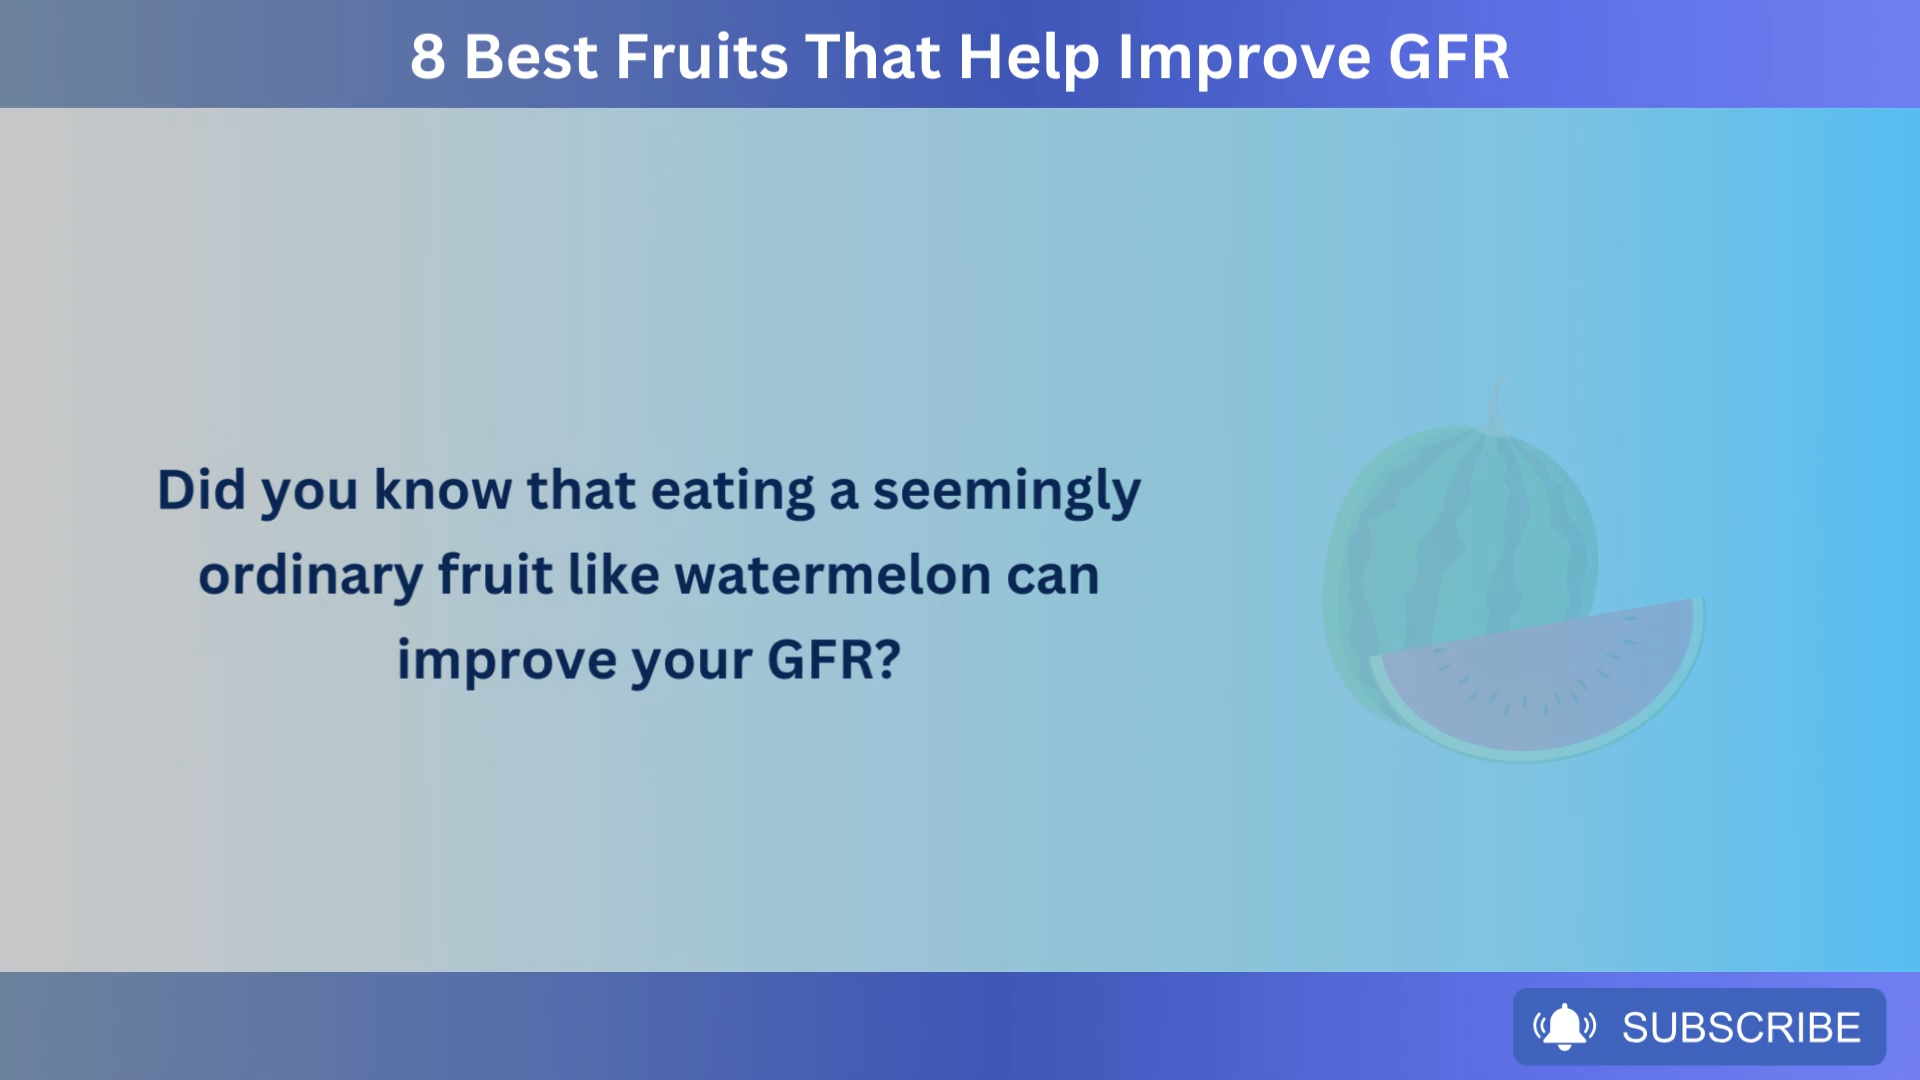 8 Best Fruits That Help Improve GFR
Did you know that eating a seemingly
ordinary fruit like watermelon can
improve your GFR?
SUBSCRIBE